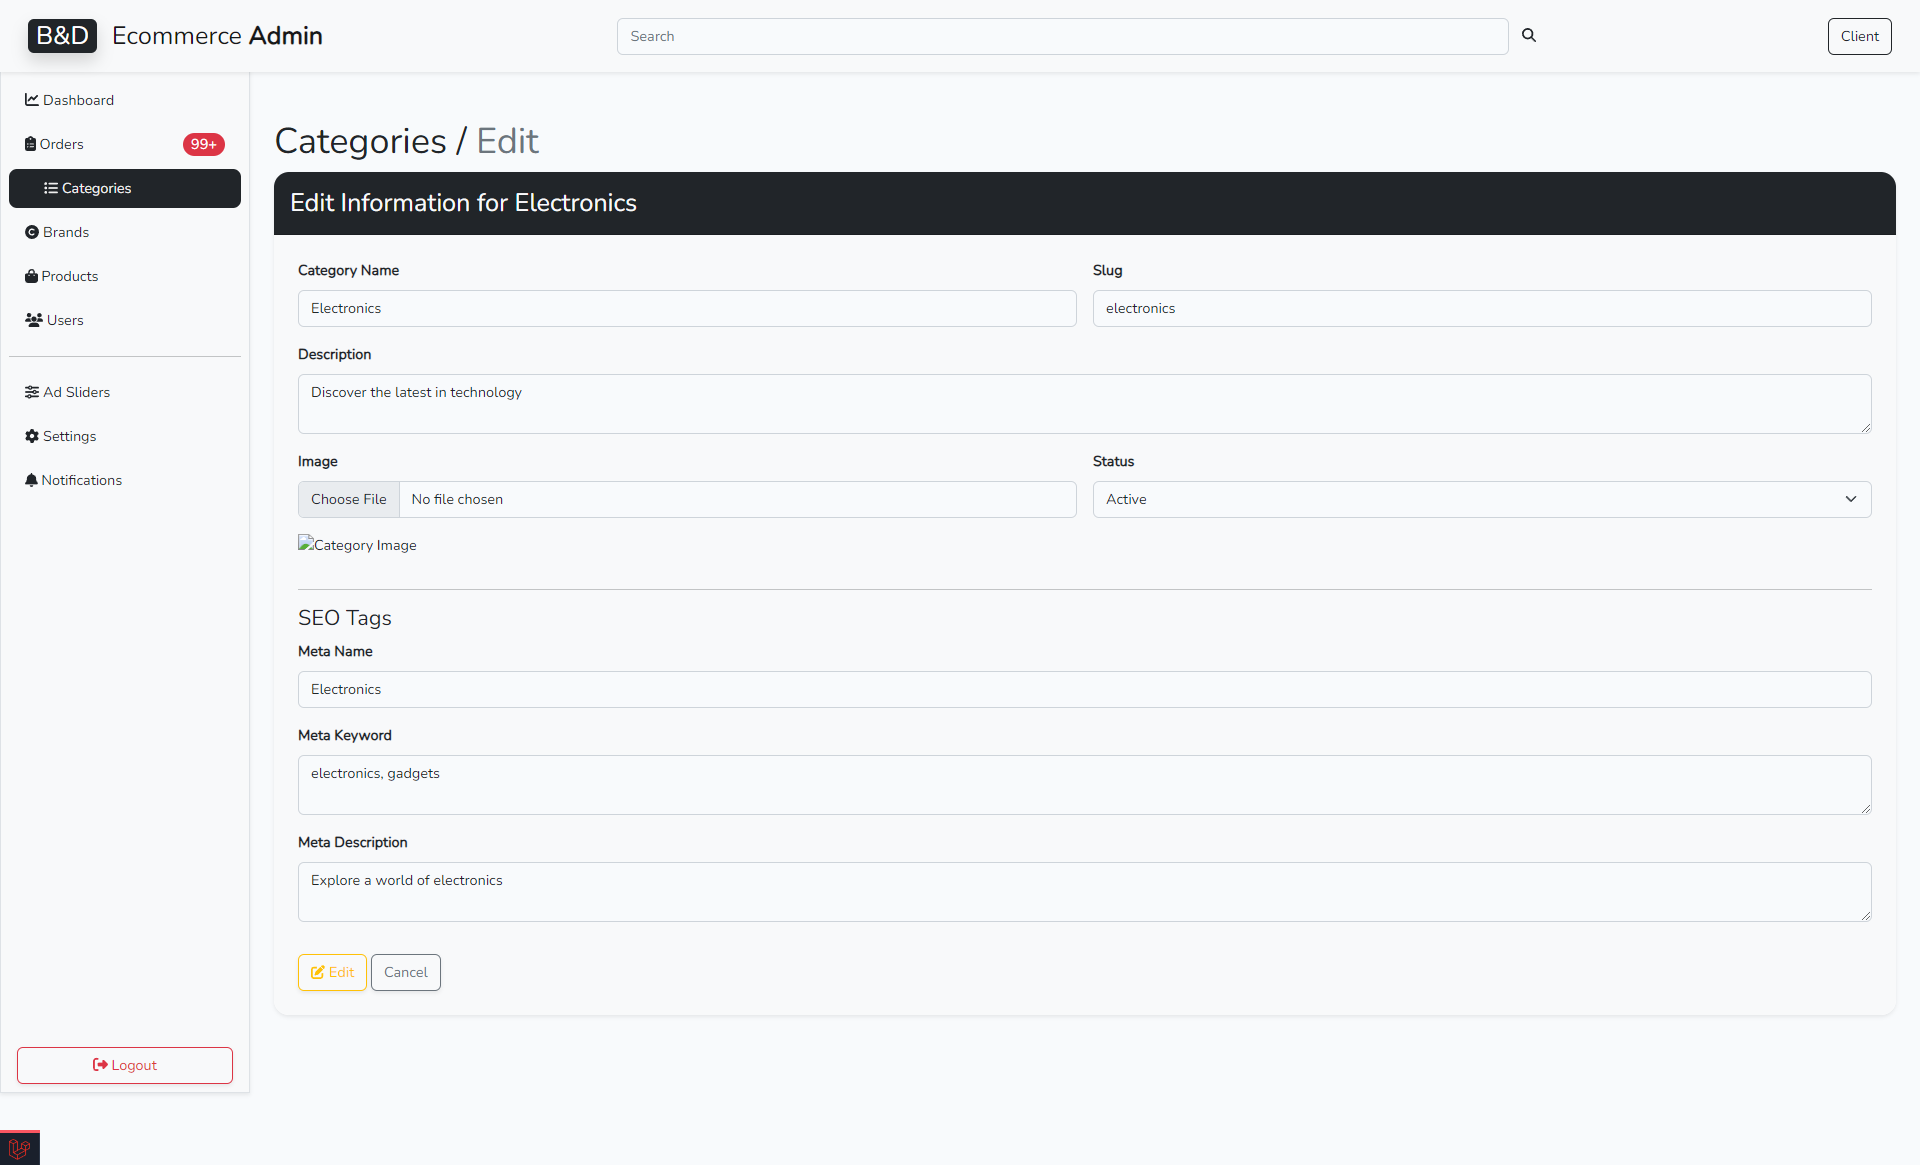 B&D Ecommerce Admin
Search
Client
Dashboard
Orders 99+
Categories
Brands
Products
Users
Ad Sliders
Settings
Notifications
Logout
Categories / Edit
Edit Information for Electronics
Category Name
Electronics
Slug
electronics
Description
Discover the latest in technology
Image
Choose File No file chosen
Status
Active
Category Image
SEO Tags
Meta Name
Electronics
Meta Keyword
electronics, gadgets
Meta Description
Explore a world of electronics
Edit Cancel